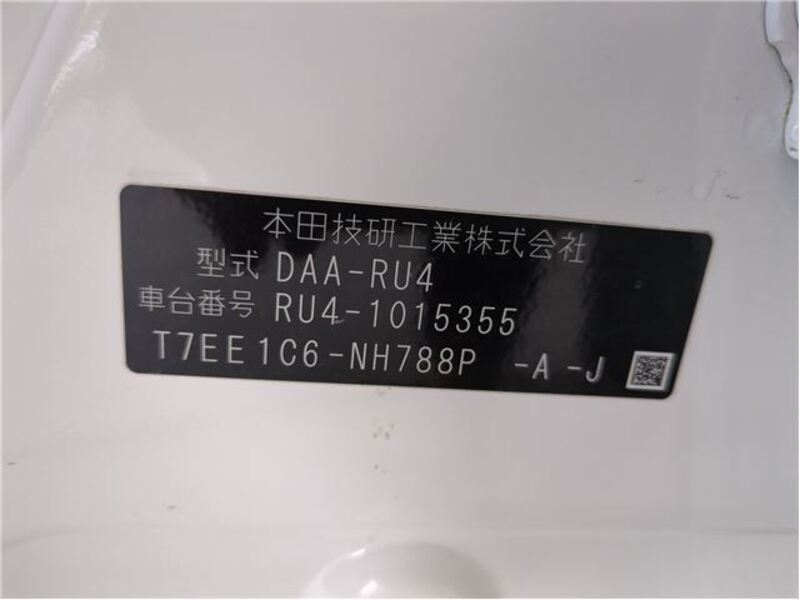 本田技研工業株式会社
型式 DAA-RU4
車台番号 RU4-1015355
T7EE1C6-NH788P -A-J